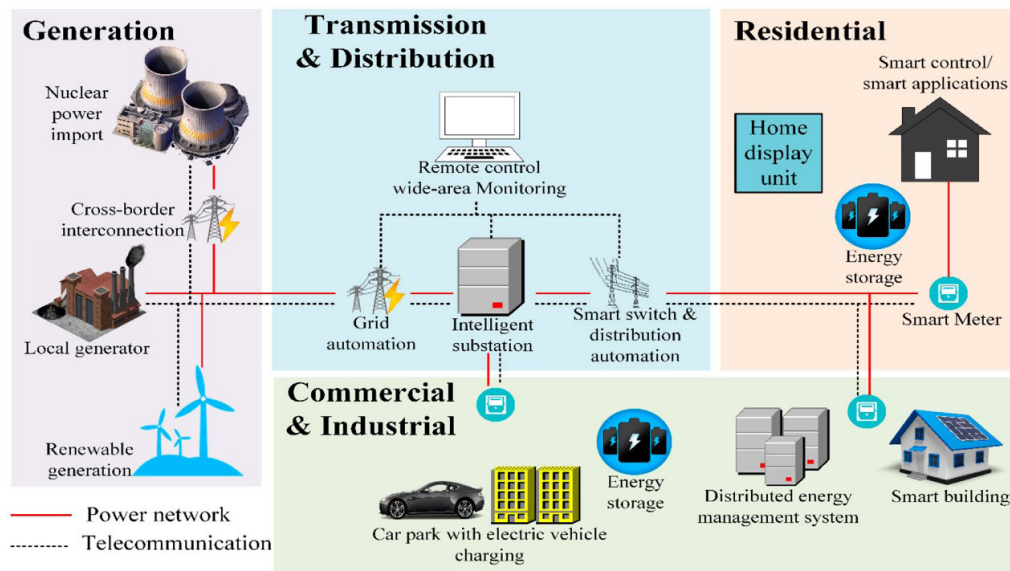 Generation
Nuclear
power
import
Cross-border
interconnection
Local generator
Renewable
generation
Power network
Telecommunication
Transmission
& Distribution
Remote control
wide-area Monitoring
Grid
automation
Intelligent
substation
Smart switch &
distribution
automation
Residential
Smart control/
smart applications
Home
display
unit
Energy
storage
Smart Meter
Commercial
& Industrial
Car park with electric vehicle
charging
Energy
storage
Distributed energy
management system
Smart building